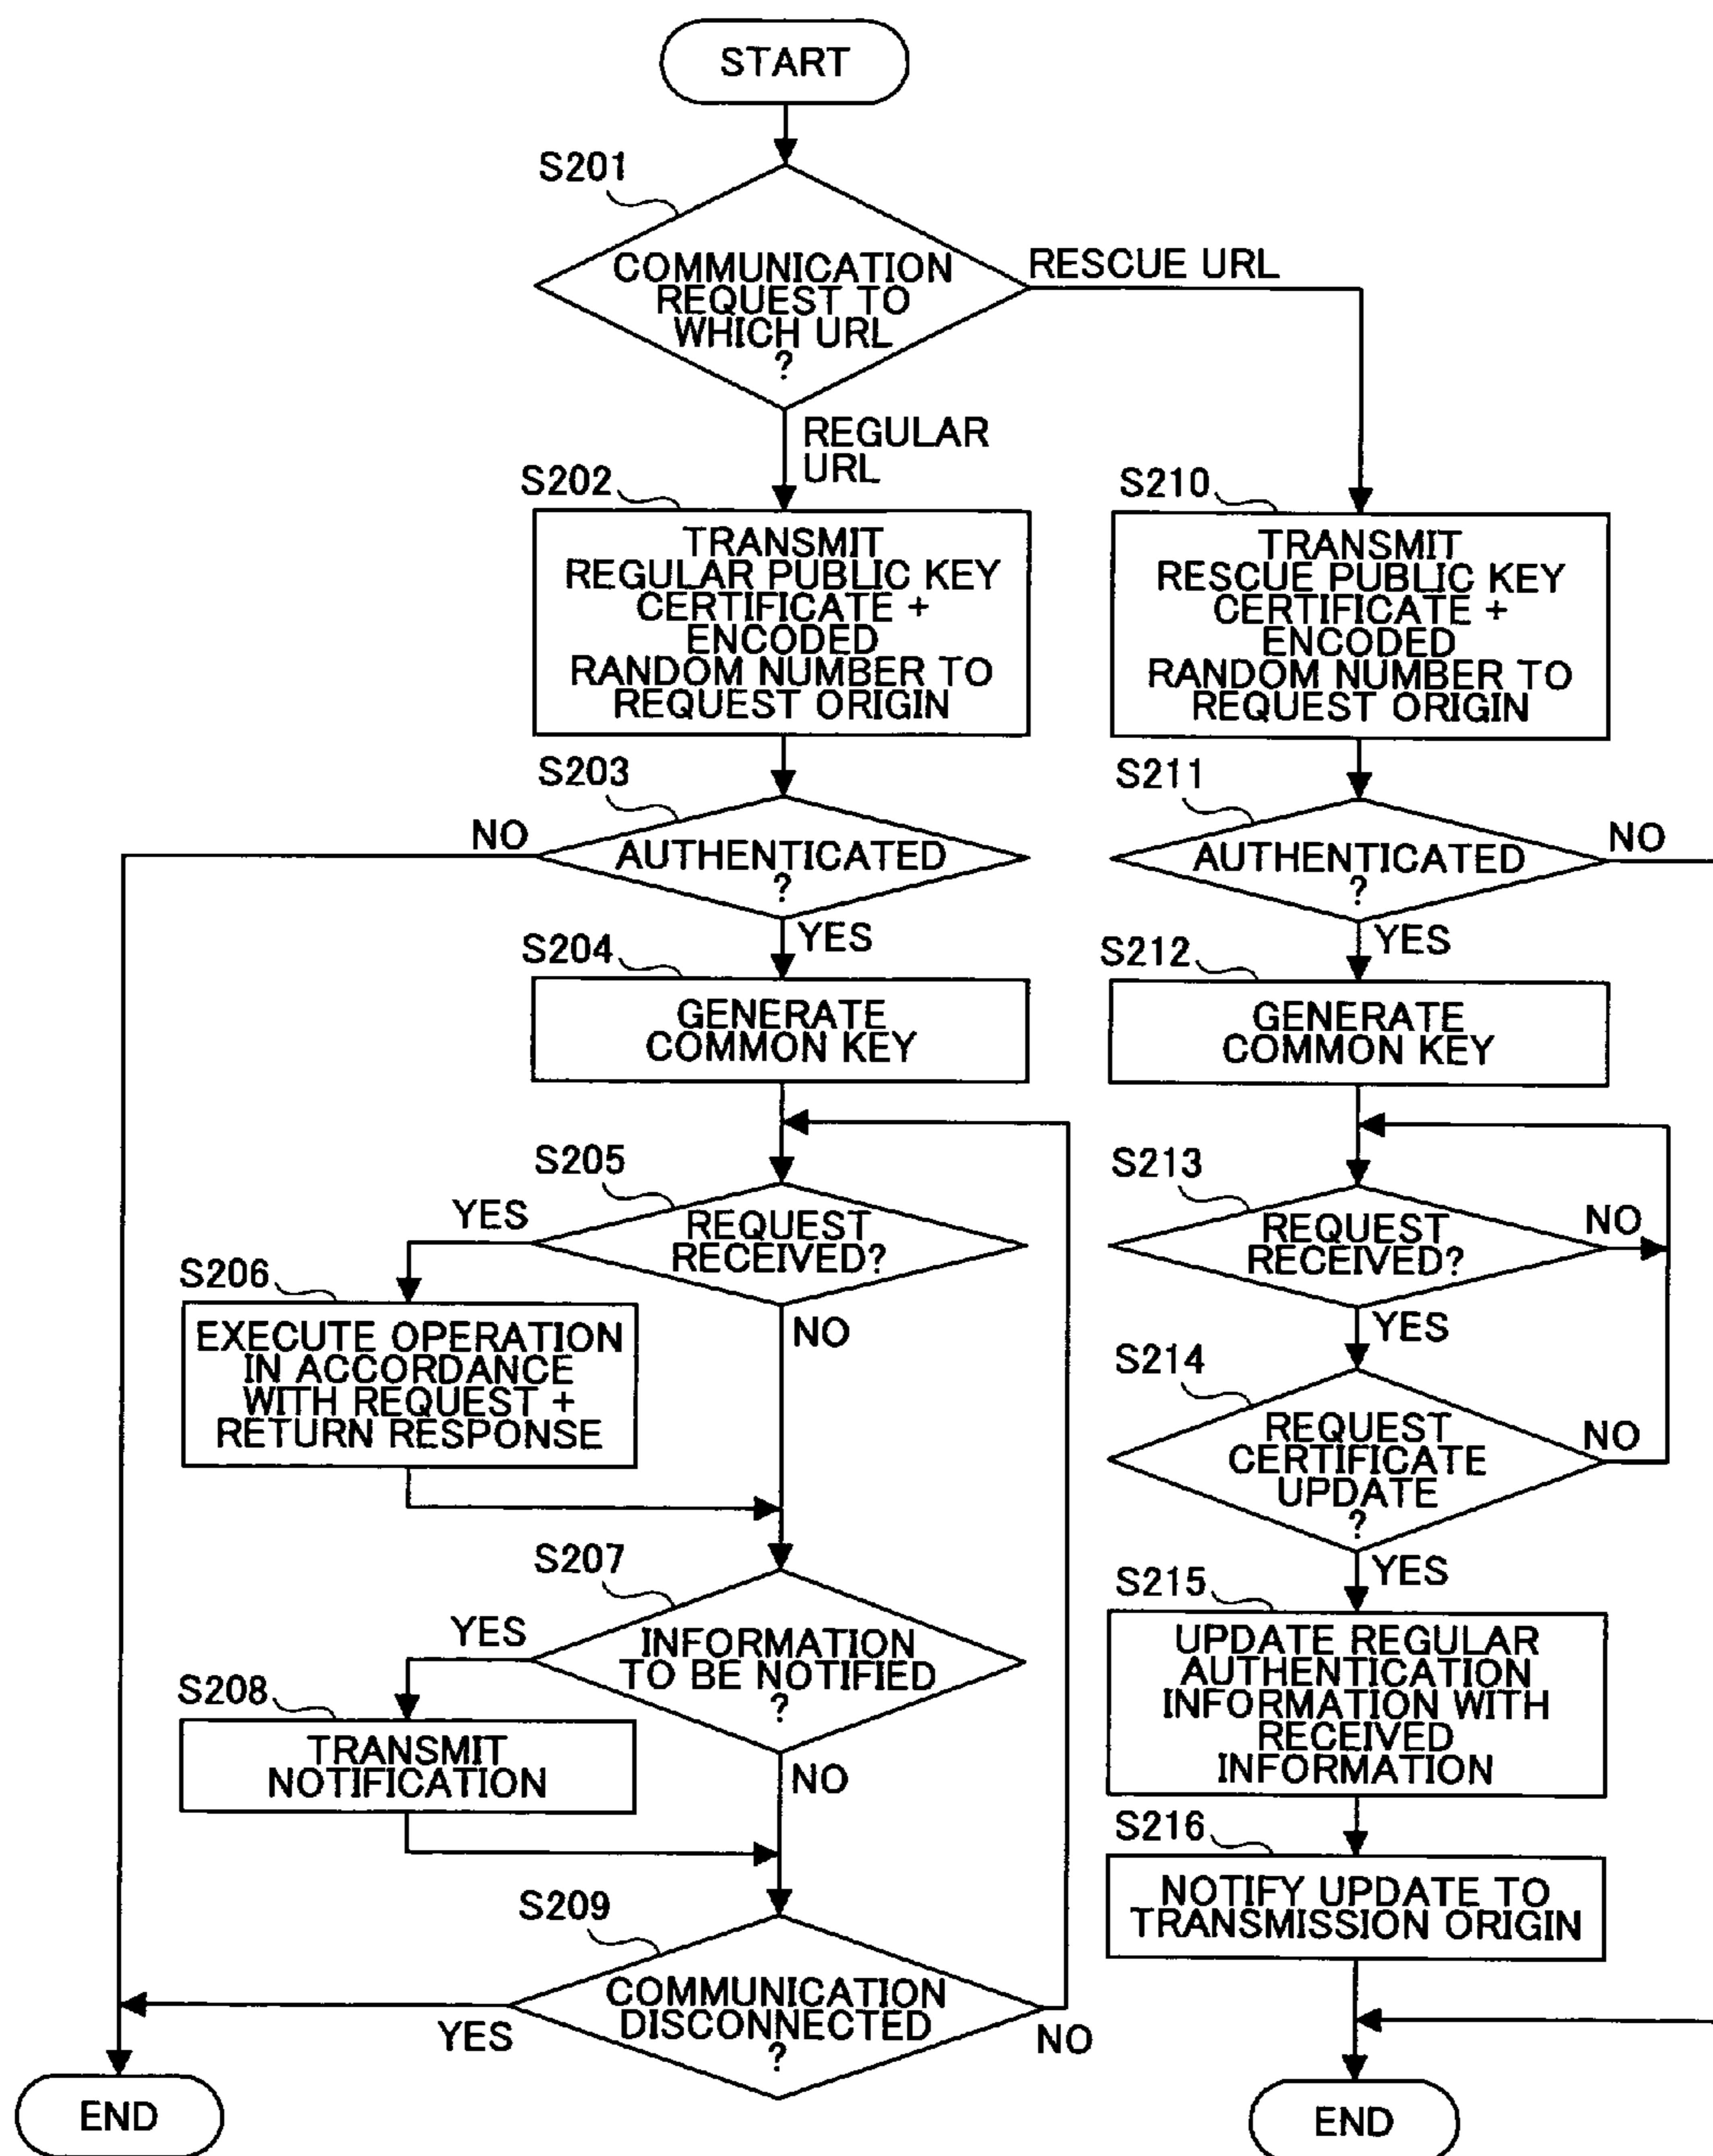 START
S201
COMMUNICATION
REQUEST TO
WHICH URL
?
RESCUE URL
REGULAR
URL
S202
TRANSMIT
REGULAR PUBLIC KEY
CERTIFICATE +
ENCODED
RANDOM NUMBER TO
REQUEST ORIGIN
S203
NO
AUTHENTICATED
?
YES
S204
GENERATE
COMMON KEY
S205
YES
REQUEST
RECEIVED?
NO
S206
EXECUTE OPERATION
IN ACCORDANCE
WITH REQUEST +
RETURN RESPONSE
S207
YES
INFORMATION
TO BE NOTIFIED
?
NO
S208
TRANSMIT
NOTIFICATION
S209
COMMUNICATION
DISCONNECTED
?
YES
NO
END
S210
TRANSMIT
RESCUE PUBLIC KEY
CERTIFICATE +
ENCODED
RANDOM NUMBER TO
REQUEST ORIGIN
S211
AUTHENTICATED
?
NO
YES
S212
GENERATE
COMMON KEY
S213
REQUEST
RECEIVED?
NO
YES
S214
REQUEST
CERTIFICATE
UPDATE
?
NO
YES
S215
UPDATE REGULAR
AUTHENTICATION
INFORMATION WITH
RECEIVED
INFORMATION
S216
NOTIFY UPDATE TO
TRANSMISSION ORIGIN
END